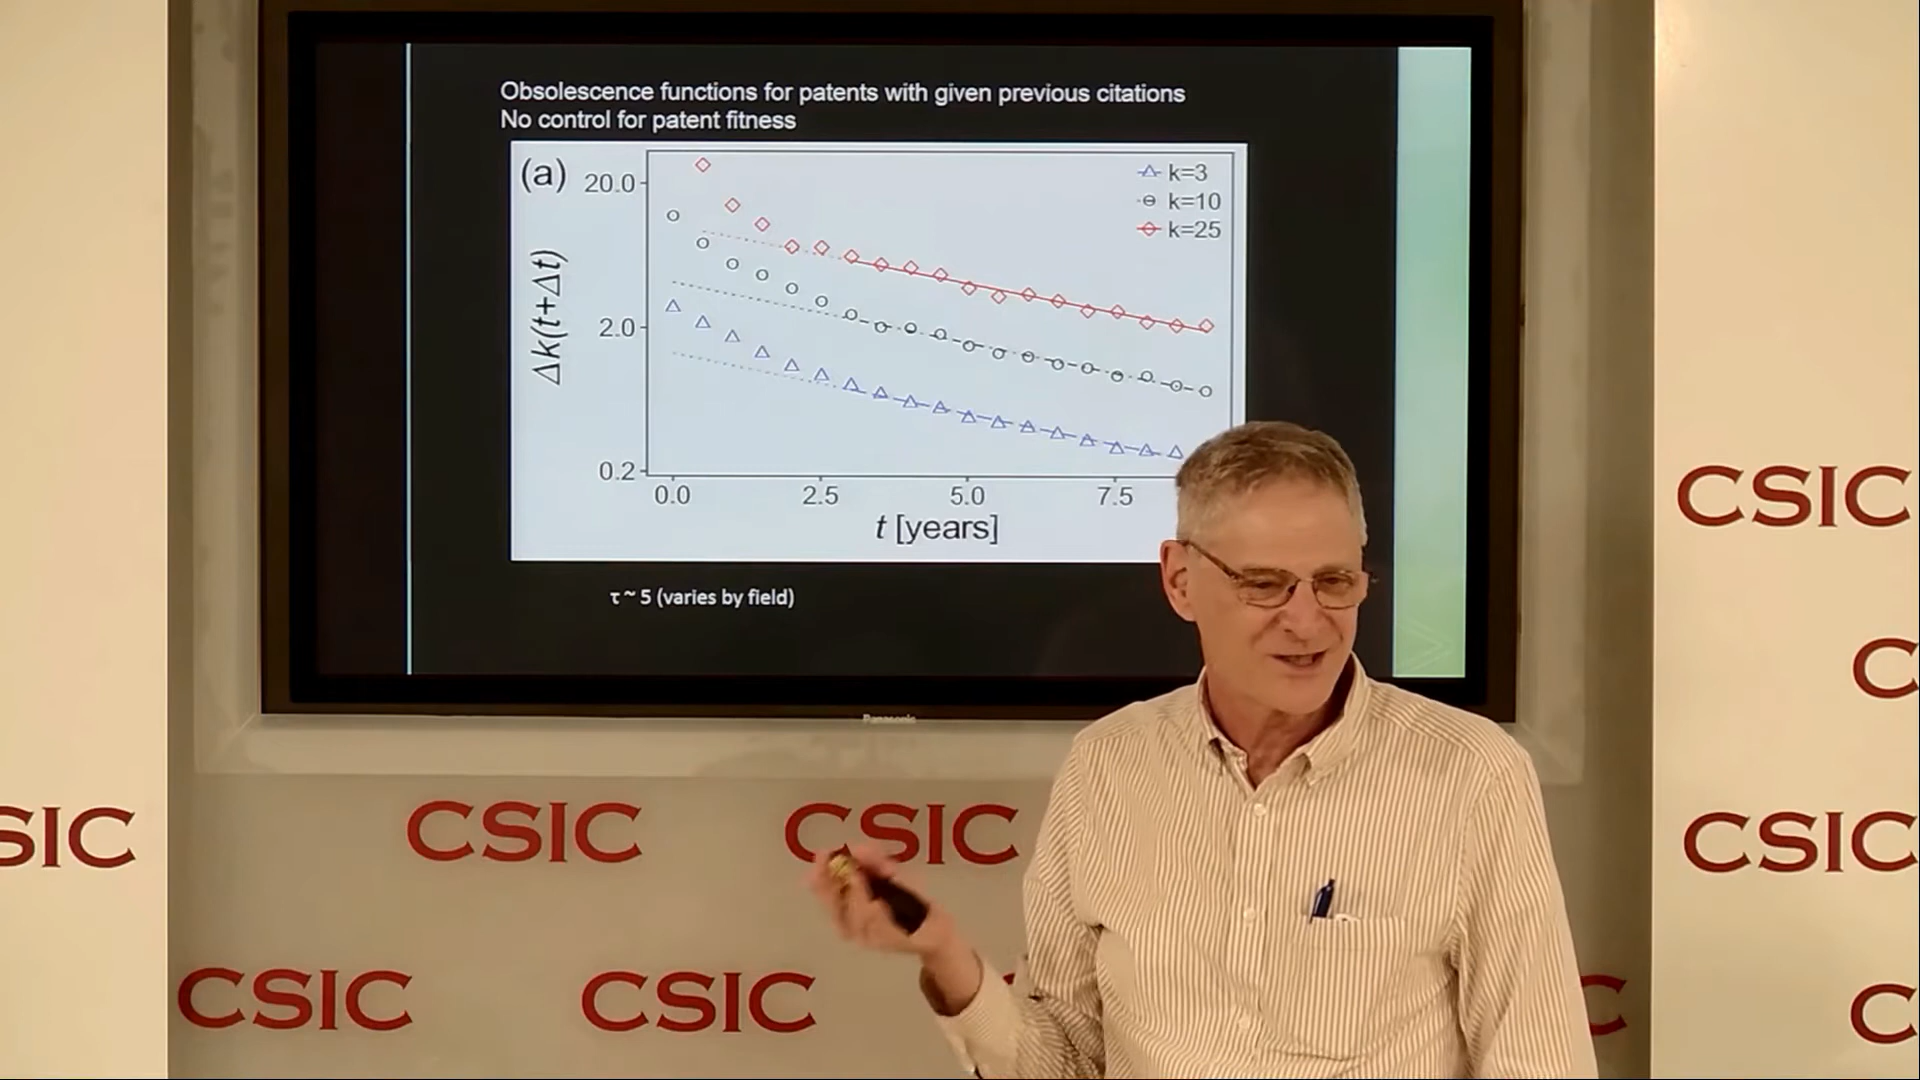 Obsolescence functions for patents with given previous citations
No control for patent fitness
(a)
20.0
2.0
0.2
Δk(t+Δt)
k=3
k=10
k=25
0.0 2.5 5.0 7.5
t [years]
τ ~ 5 (varies by field)
Panasonic
CSIC
CSIC
SIC CSIC CSIC CSIC
CSIC CSIC